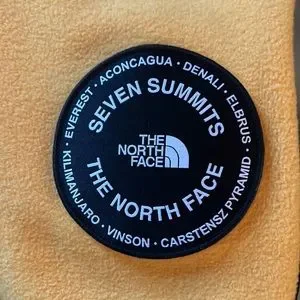 EVEREST · ACONCAGUA · DENALI · ELBRUS ·
SEVEN SUMMITS
THE
NORTH
FACE
THE NORTH FACE
KILIMANJARO · VINSON · CARSTENSZ PYRAMID ·